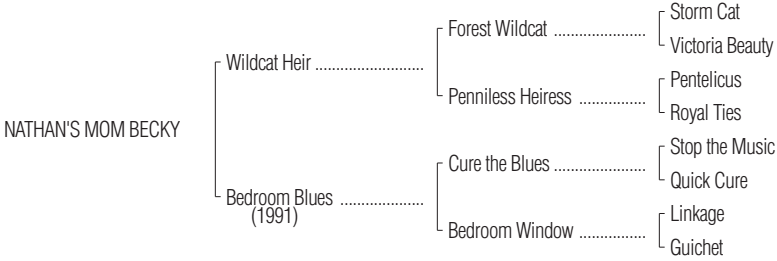 Storm Cat
Forest Wildcat ......................
Victoria Beauty
Wildcat Heir ..........................
Pentelicus
Penniless Heiress ................
Royal Ties
NATHAN'S MOM BECKY
Stop the Music
Cure the Blues ......................
Quick Cure
Bedroom Blues ....................
(1991)
Linkage
Bedroom Window ................
Guichet